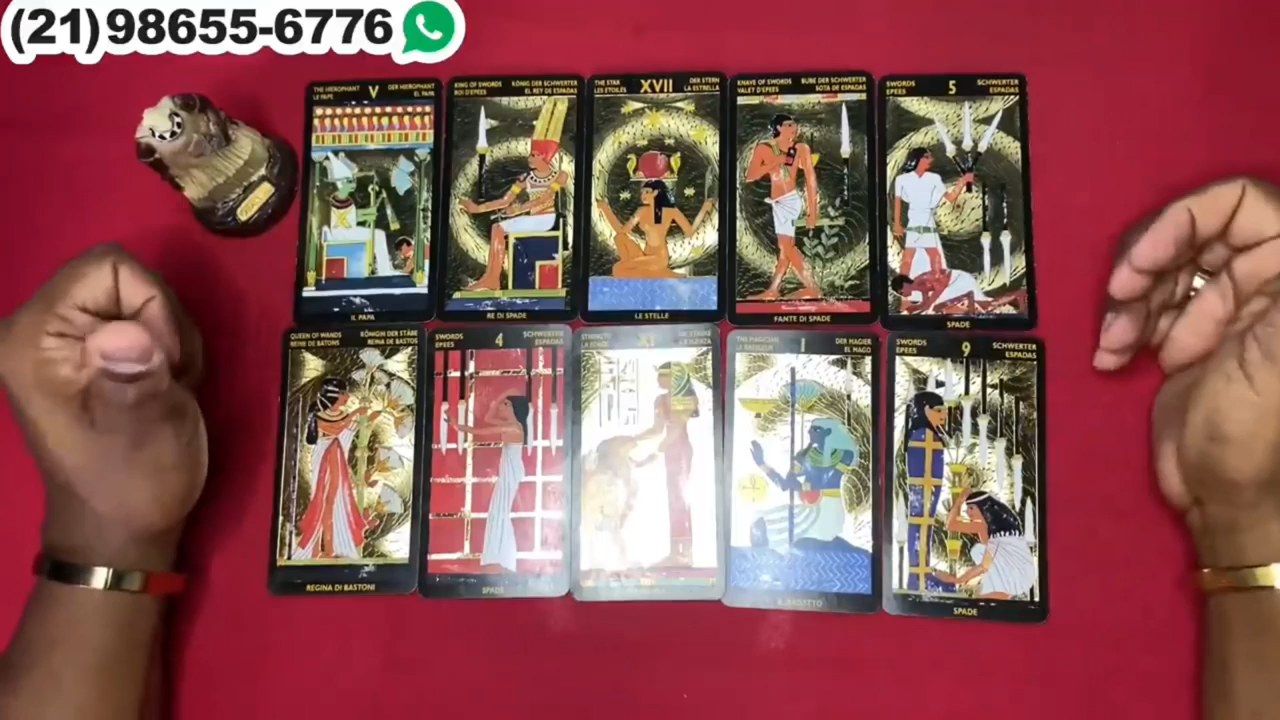 (21)98655-6776
THE HIEROPHANT
LE PAPE
V
DER HIEROPHANT
EL PAPA
IL PAPA
KING OF SWORDS
ROI D'EPEES
KÖNIG DER SCHWERTER
EL REY DE ESPADAS
RE DI SPADE
THE STAR
LES ETOILES
XVII
DER STERN
LA ESTRELLA
LE STELLE
KNAVE OF SWORDS
VALET D'EPEES
BUBE DER SCHWERTER
SOTA DE ESPADAS
FANTE DI SPADE
SWORDS
EPEES
5
SCHWERTER
ESPADAS
SPADE
QUEEN OF WANDS
REINE DE BATONS
KÖNIGIN DER STÄBE
REINA DE BASTOS
REGINA DI BASTONI
SWORDS
EPEES
4
SCHWERTER
ESPADAS
SPADE
XI
THE MAGICIAN
I
DER MAGIER
EL MAGO
SWORDS
EPEES
9
SCHWERTER
ESPADAS
SPADE